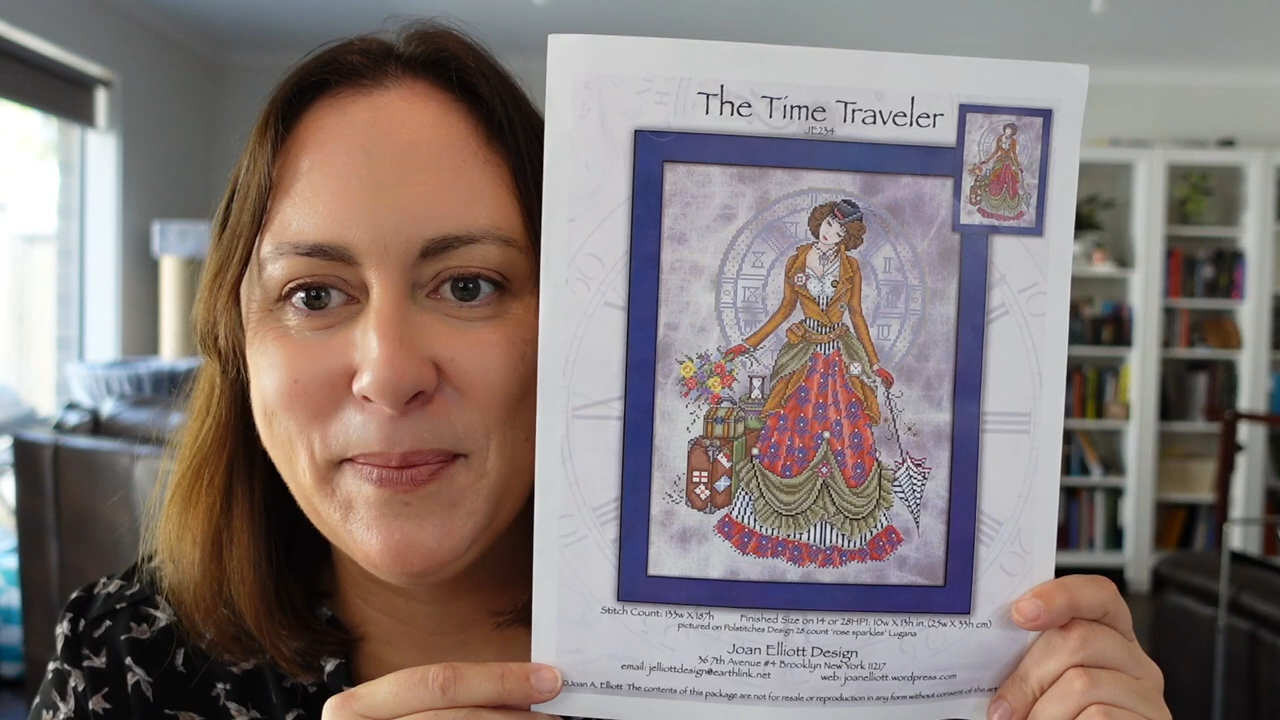 The Time Traveler
JE234
Stitch Count: 133w X 187h Finished Size on 14 or 28HPI: 10w X 13h in. (25w X 33h cm)
pictured on Polstitches Design 28 count 'rose sparkles' Lugana
Joan Elliott Design
36 7th Avenue #4 Brooklyn New York 11217
email: jelliottdesign@earthlink.net web: joanelliott.wordpress.com
©Joan A. Elliott. The contents of this package are not for resale or reproduction in any form without consent of the